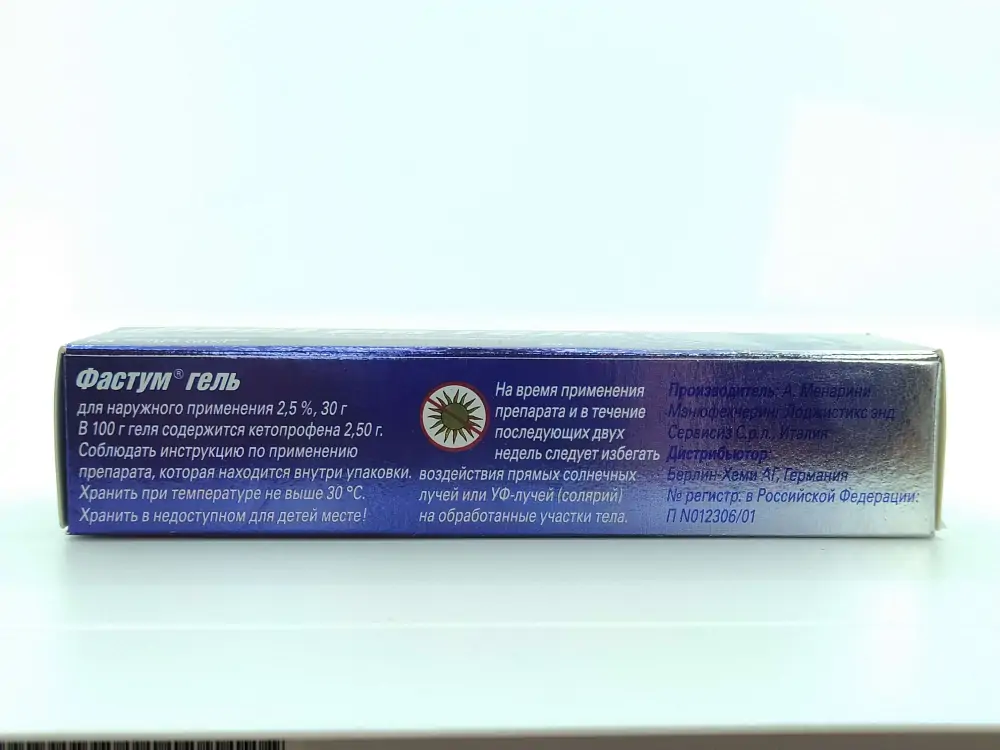 Фастум® гель
для наружного применения 2,5 %, 30 г
В 100 г геля содержится кетопрофена 2,50 г.
Соблюдать инструкцию по применению
препарата, которая находится внутри упаковки.
Хранить при температуре не выше 30 °С.
Хранить в недоступном для детей месте!
На время применения
препарата и в течение
последующих двух
недель следует избегать
воздействия прямых солнечных
лучей или УФ-лучей (солярий)
на обработанные участки тела.
Производитель: А. Менарини
Мэнюфекчеринг Лоджистикс энд
Сервисиз С.р.л., Италия
Дистрибьютор:
Берлин-Хеми АГ, Германия
№ регистр. в Российской Федерации:
П N012306/01